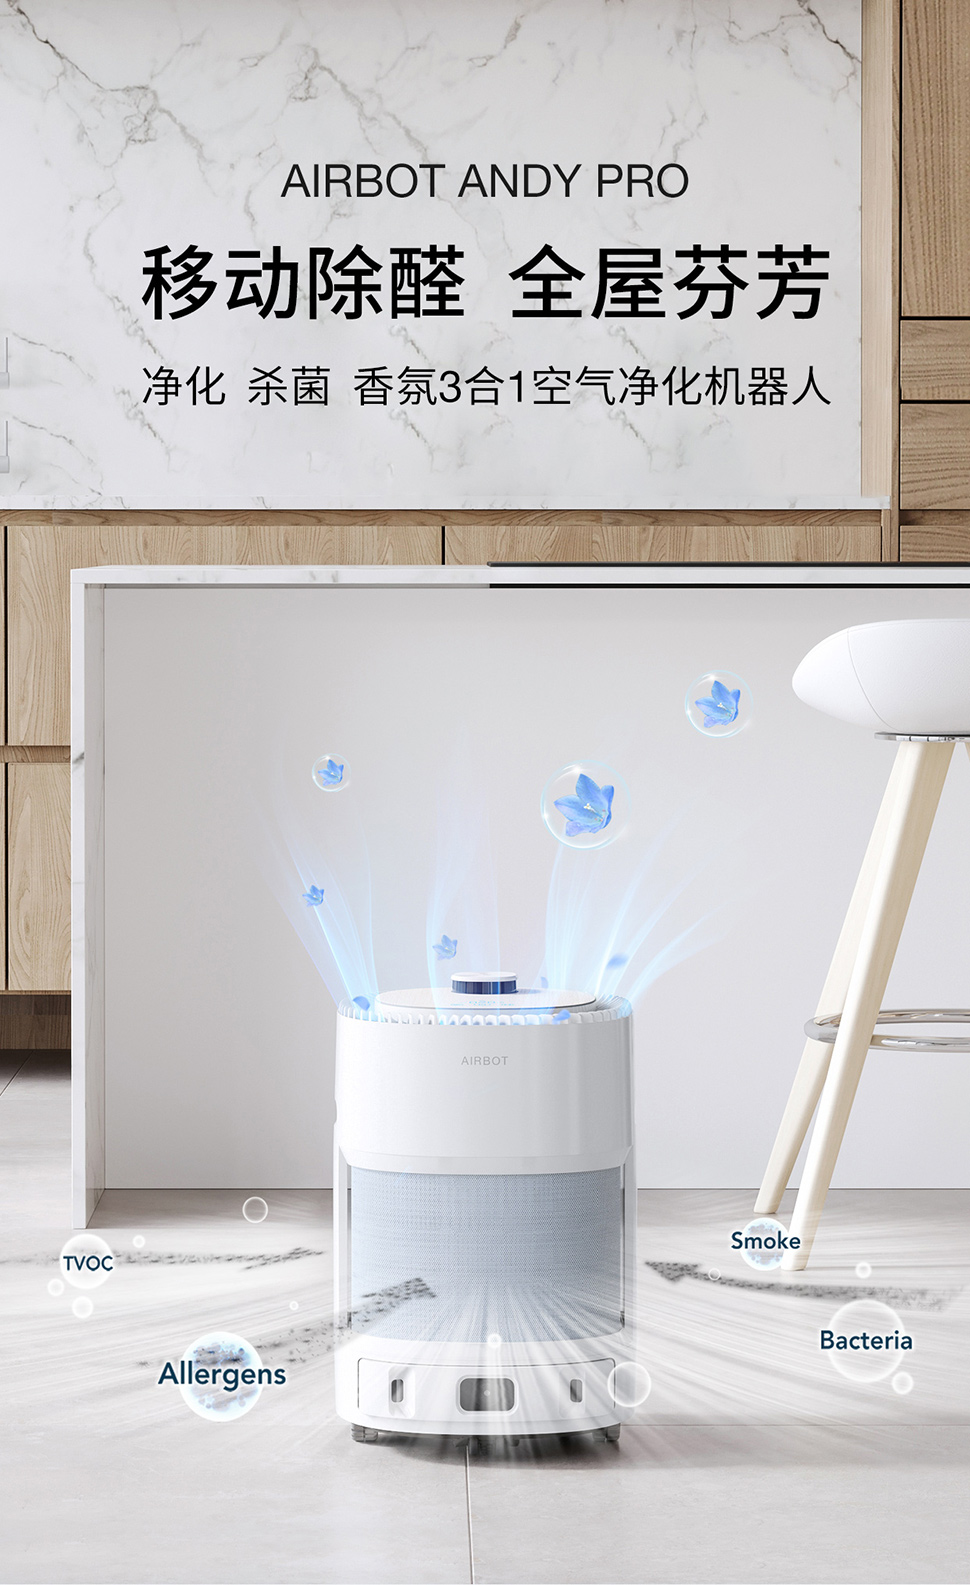 AIRBOT ANDY PRO
移动除醛 全屋芬芳
净化 杀菌 香氛3合1空气净化机器人
AIRBOT
TVOC
Smoke
Bacteria
Allergens